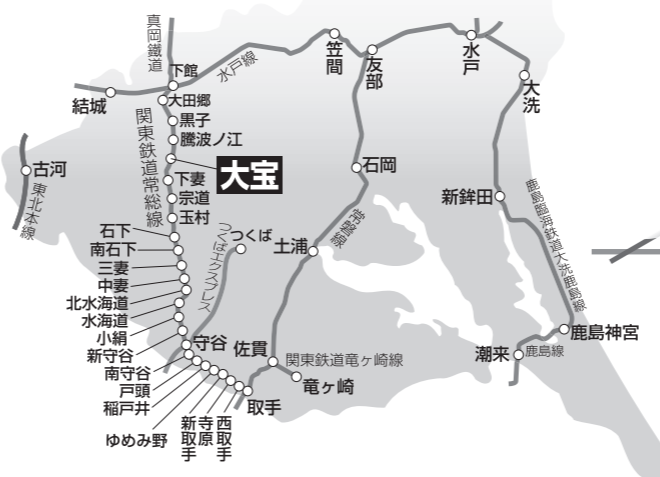 真岡鐵道
下館
水戸線
笠間
友部
水戸
大洗
結城
大田郷
黒子
騰波ノ江
関東鉄道常総線
大宝
古河
東北本線
下妻
宗道
玉村
石下
南石下
三妻
中妻
北水海道
水海道
小絹
新守谷
守谷
南守谷
戸頭
稲戸井
ゆめみ野
新取手
寺原
西取手
取手
つくば
つくばエクスプレス
土浦
石岡
常磐線
佐貫
関東鉄道竜ヶ崎線
竜ヶ崎
新鉾田
鹿島臨海鉄道大洗鹿島線
鹿島神宮
鹿島線
潮来